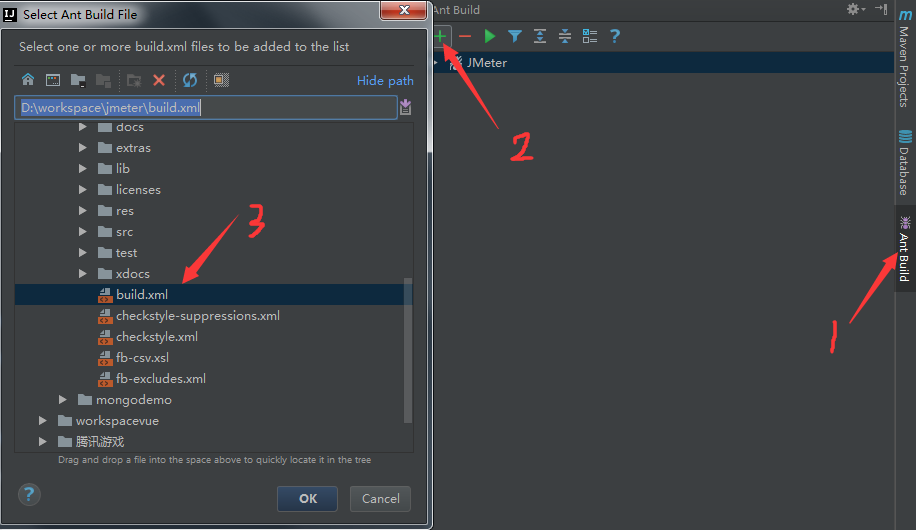 Select Ant Build File
Select one or more build.xml files to be added to the list
Hide path
D:\workspace\jmeter\build.xml
docs
extras
lib
licenses
res
src
test
xdocs
build.xml
checkstyle-suppressions.xml
checkstyle.xml
fb-csv.xsl
fb-excludes.xml
mongodemo
workspacevue
腾讯游戏
Drag and drop a file into the space above to quickly locate it in the tree
OK
Cancel
3
Ant Build
JMeter
2
1
Maven Projects
Database
Ant Build